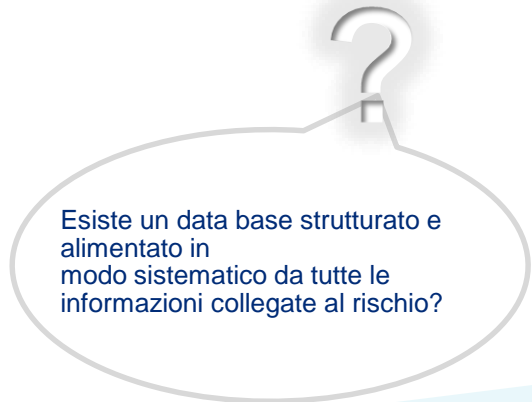 ?
Esiste un data base strutturato e
alimentato in
modo sistematico da tutte le
informazioni collegate al rischio?